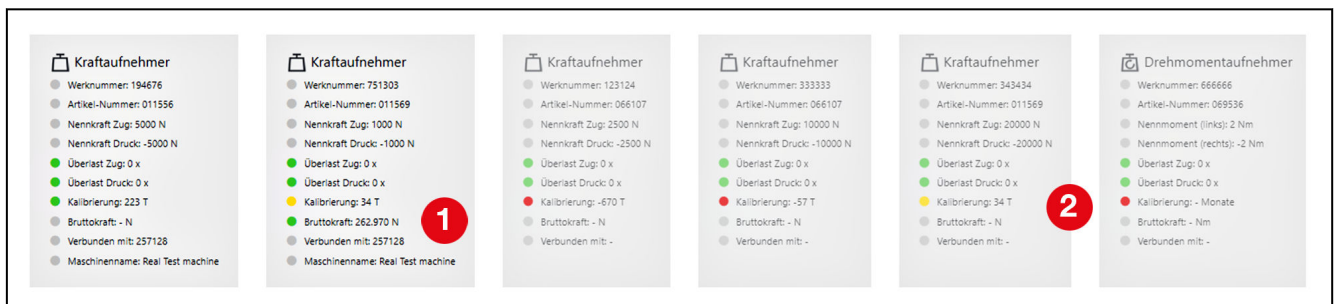 Kraftaufnehmer
Werknummer: 194676
Artikel-Nummer: 011556
Nennkraft Zug: 5000 N
Nennkraft Druck: -5000 N
Überlast Zug: 0 x
Überlast Druck: 0 x
Kalibrierung: 223 T
Bruttokraft: - N
Verbunden mit: 257128
Maschinenname: Real Test machine
Kraftaufnehmer
Werknummer: 751303
Artikel-Nummer: 011569
Nennkraft Zug: 1000 N
Nennkraft Druck: -1000 N
Überlast Zug: 0 x
Überlast Druck: 0 x
Kalibrierung: 34 T
Bruttokraft: 262.970 N
Verbunden mit: 257128
Maschinenname: Real Test machine
1
Kraftaufnehmer
Werknummer: 123124
Artikel-Nummer: 066107
Nennkraft Zug: 2500 N
Nennkraft Druck: -2500 N
Überlast Zug: 0 x
Überlast Druck: 0 x
Kalibrierung: -670 T
Bruttokraft: - N
Verbunden mit: -
Kraftaufnehmer
Werknummer: 333333
Artikel-Nummer: 066107
Nennkraft Zug: 10000 N
Nennkraft Druck: -10000 N
Überlast Zug: 0 x
Überlast Druck: 0 x
Kalibrierung: -57 T
Bruttokraft: - N
Verbunden mit: -
Kraftaufnehmer
Werknummer: 343434
Artikel-Nummer: 011569
Nennkraft Zug: 20000 N
Nennkraft Druck: -20000 N
Überlast Zug: 0 x
Überlast Druck: 0 x
Kalibrierung: 34 T
Bruttokraft: - N
Verbunden mit: -
2
Drehmomentaufnehmer
Werknummer: 666666
Artikel-Nummer: 069536
Nennmoment (links): 2 Nm
Nennmoment (rechts): -2 Nm
Überlast Zug: 0 x
Überlast Druck: 0 x
Kalibrierung: - Monate
Bruttokraft: - Nm
Verbunden mit: -